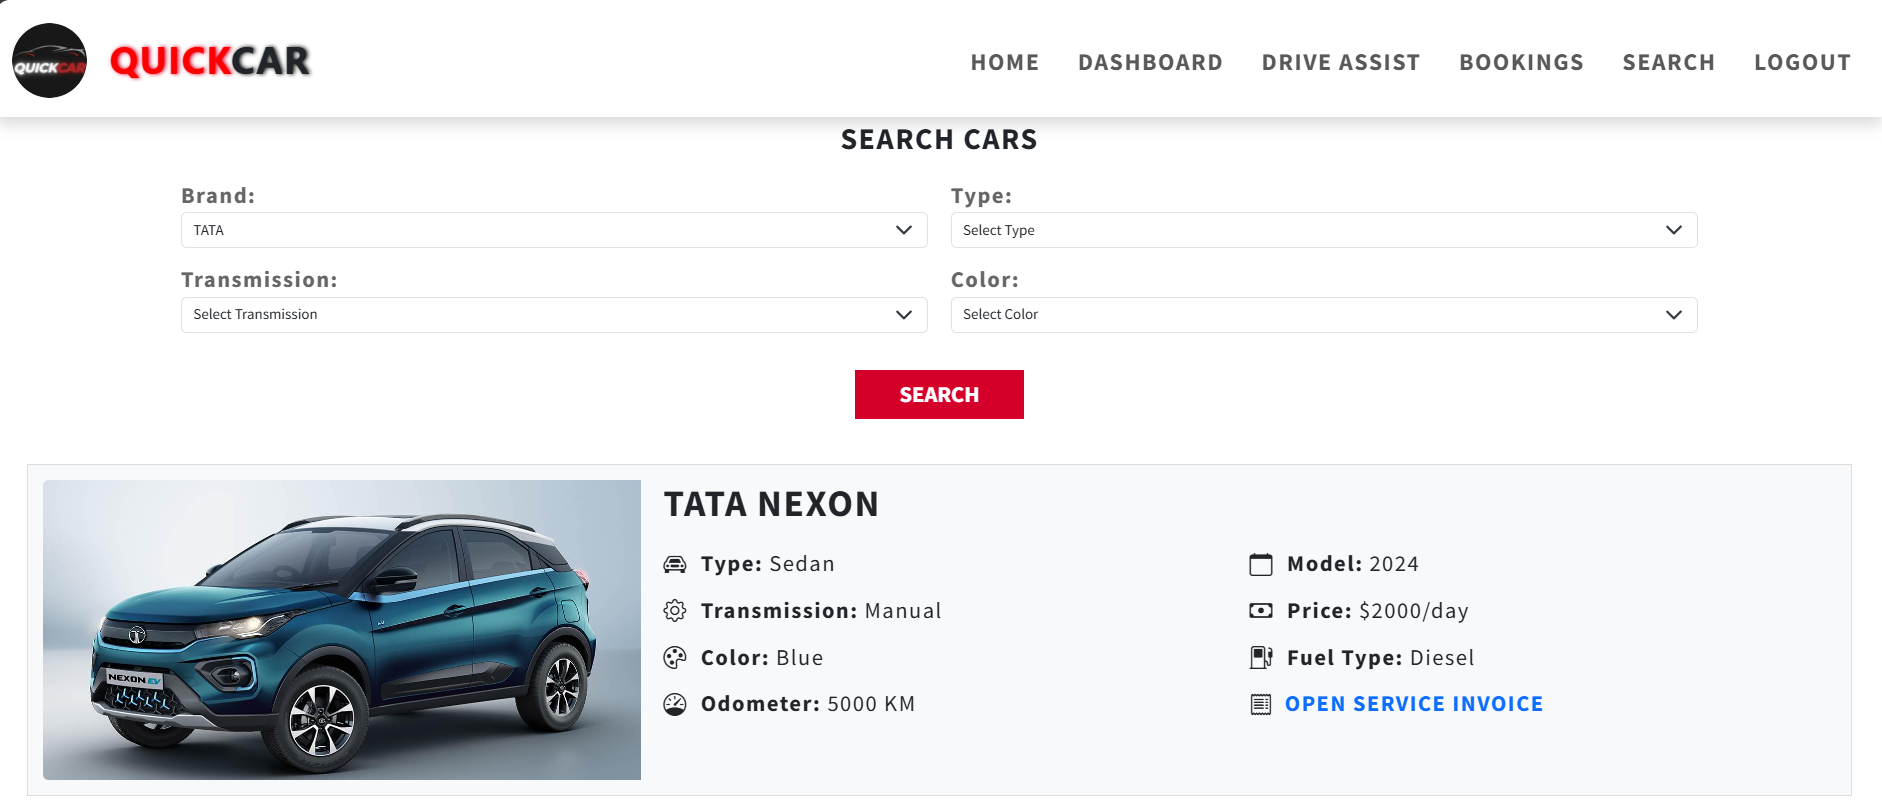 QUICKCAR
QUICKCAR
HOME DASHBOARD DRIVE ASSIST BOOKINGS SEARCH LOGOUT
SEARCH CARS
Brand: Type:
TATA Select Type
Transmission: Color:
Select Transmission Select Color
SEARCH
TATA NEXON
Type: Sedan Model: 2024
Transmission: Manual Price: $2000/day
Color: Blue Fuel Type: Diesel
Odometer: 5000 KM OPEN SERVICE INVOICE
NEXON EV